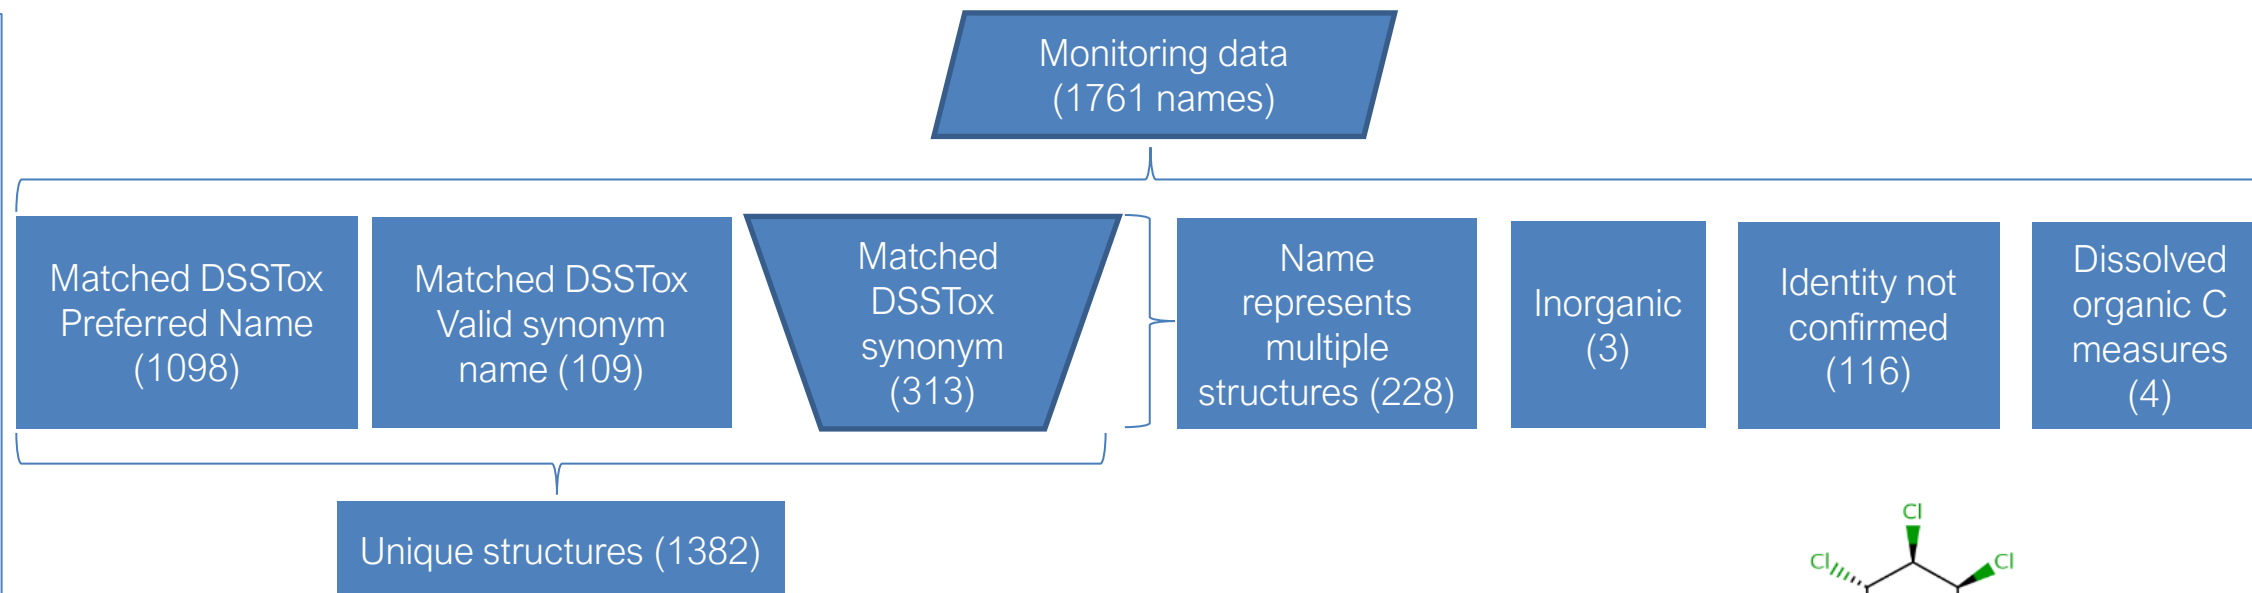 Monitoring data
(1761 names)
Matched DSSTox
Preferred Name
(1098)
Matched DSSTox
Valid synonym
name (109)
Matched
DSSTox
synonym
(313)
Name
represents
multiple
structures (228)
Inorganic
(3)
Identity not
confirmed
(116)
Dissolved
organic C
measures
(4)
Unique structures (1382)
Cl
Cl
Cl